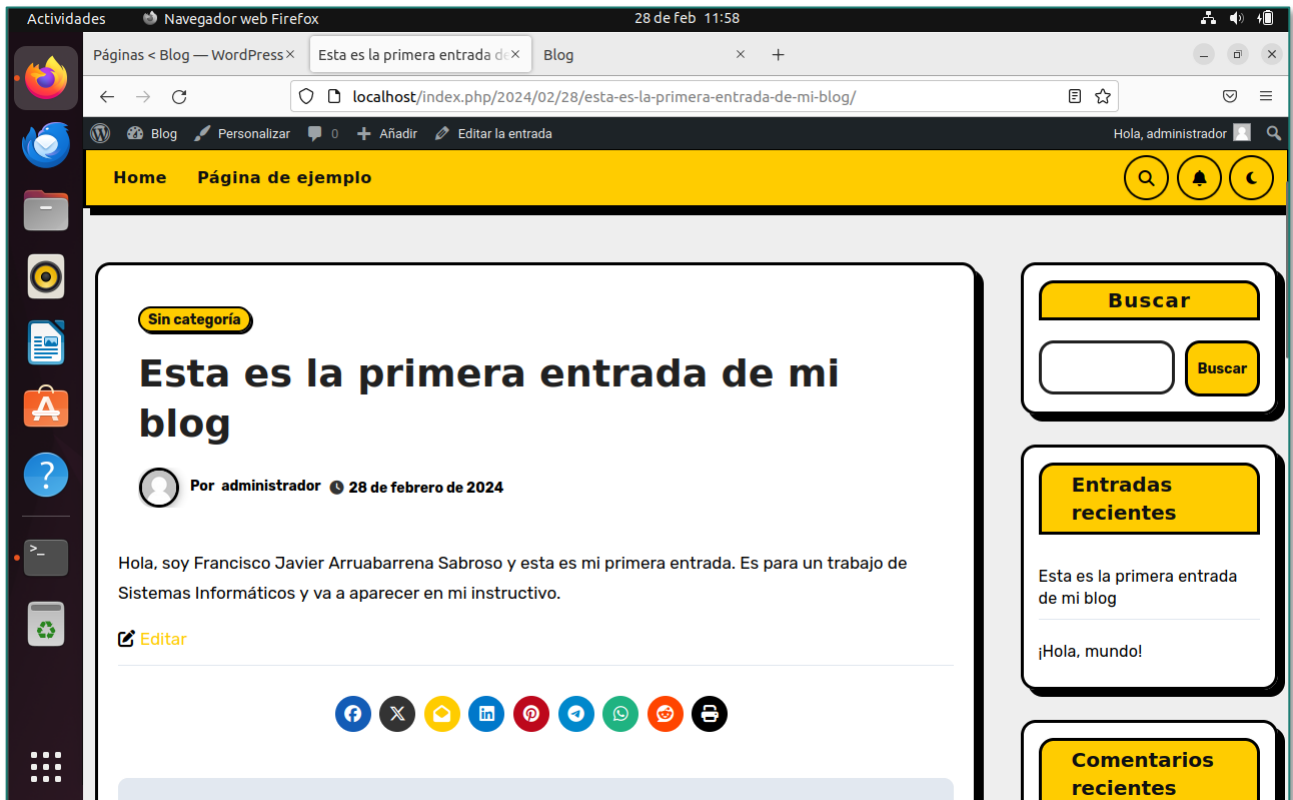 Actividades Navegador web Firefox 28 de feb 11:58
Páginas < Blog — WordPress × Esta es la primera entrada de × Blog × +
localhost/index.php/2024/02/28/esta-es-la-primera-entrada-de-mi-blog/
Blog Personalizar 0 Añadir Editar la entrada Hola, administrador
Home Página de ejemplo
Sin categoría
Esta es la primera entrada de mi
blog
Por administrador 28 de febrero de 2024
Hola, soy Francisco Javier Arruabarrena Sabroso y esta es mi primera entrada. Es para un trabajo de
Sistemas Informáticos y va a aparecer en mi instructivo.
Editar
Buscar
Buscar
Entradas
recientes
Esta es la primera entrada
de mi blog
¡Hola, mundo!
Comentarios
recientes